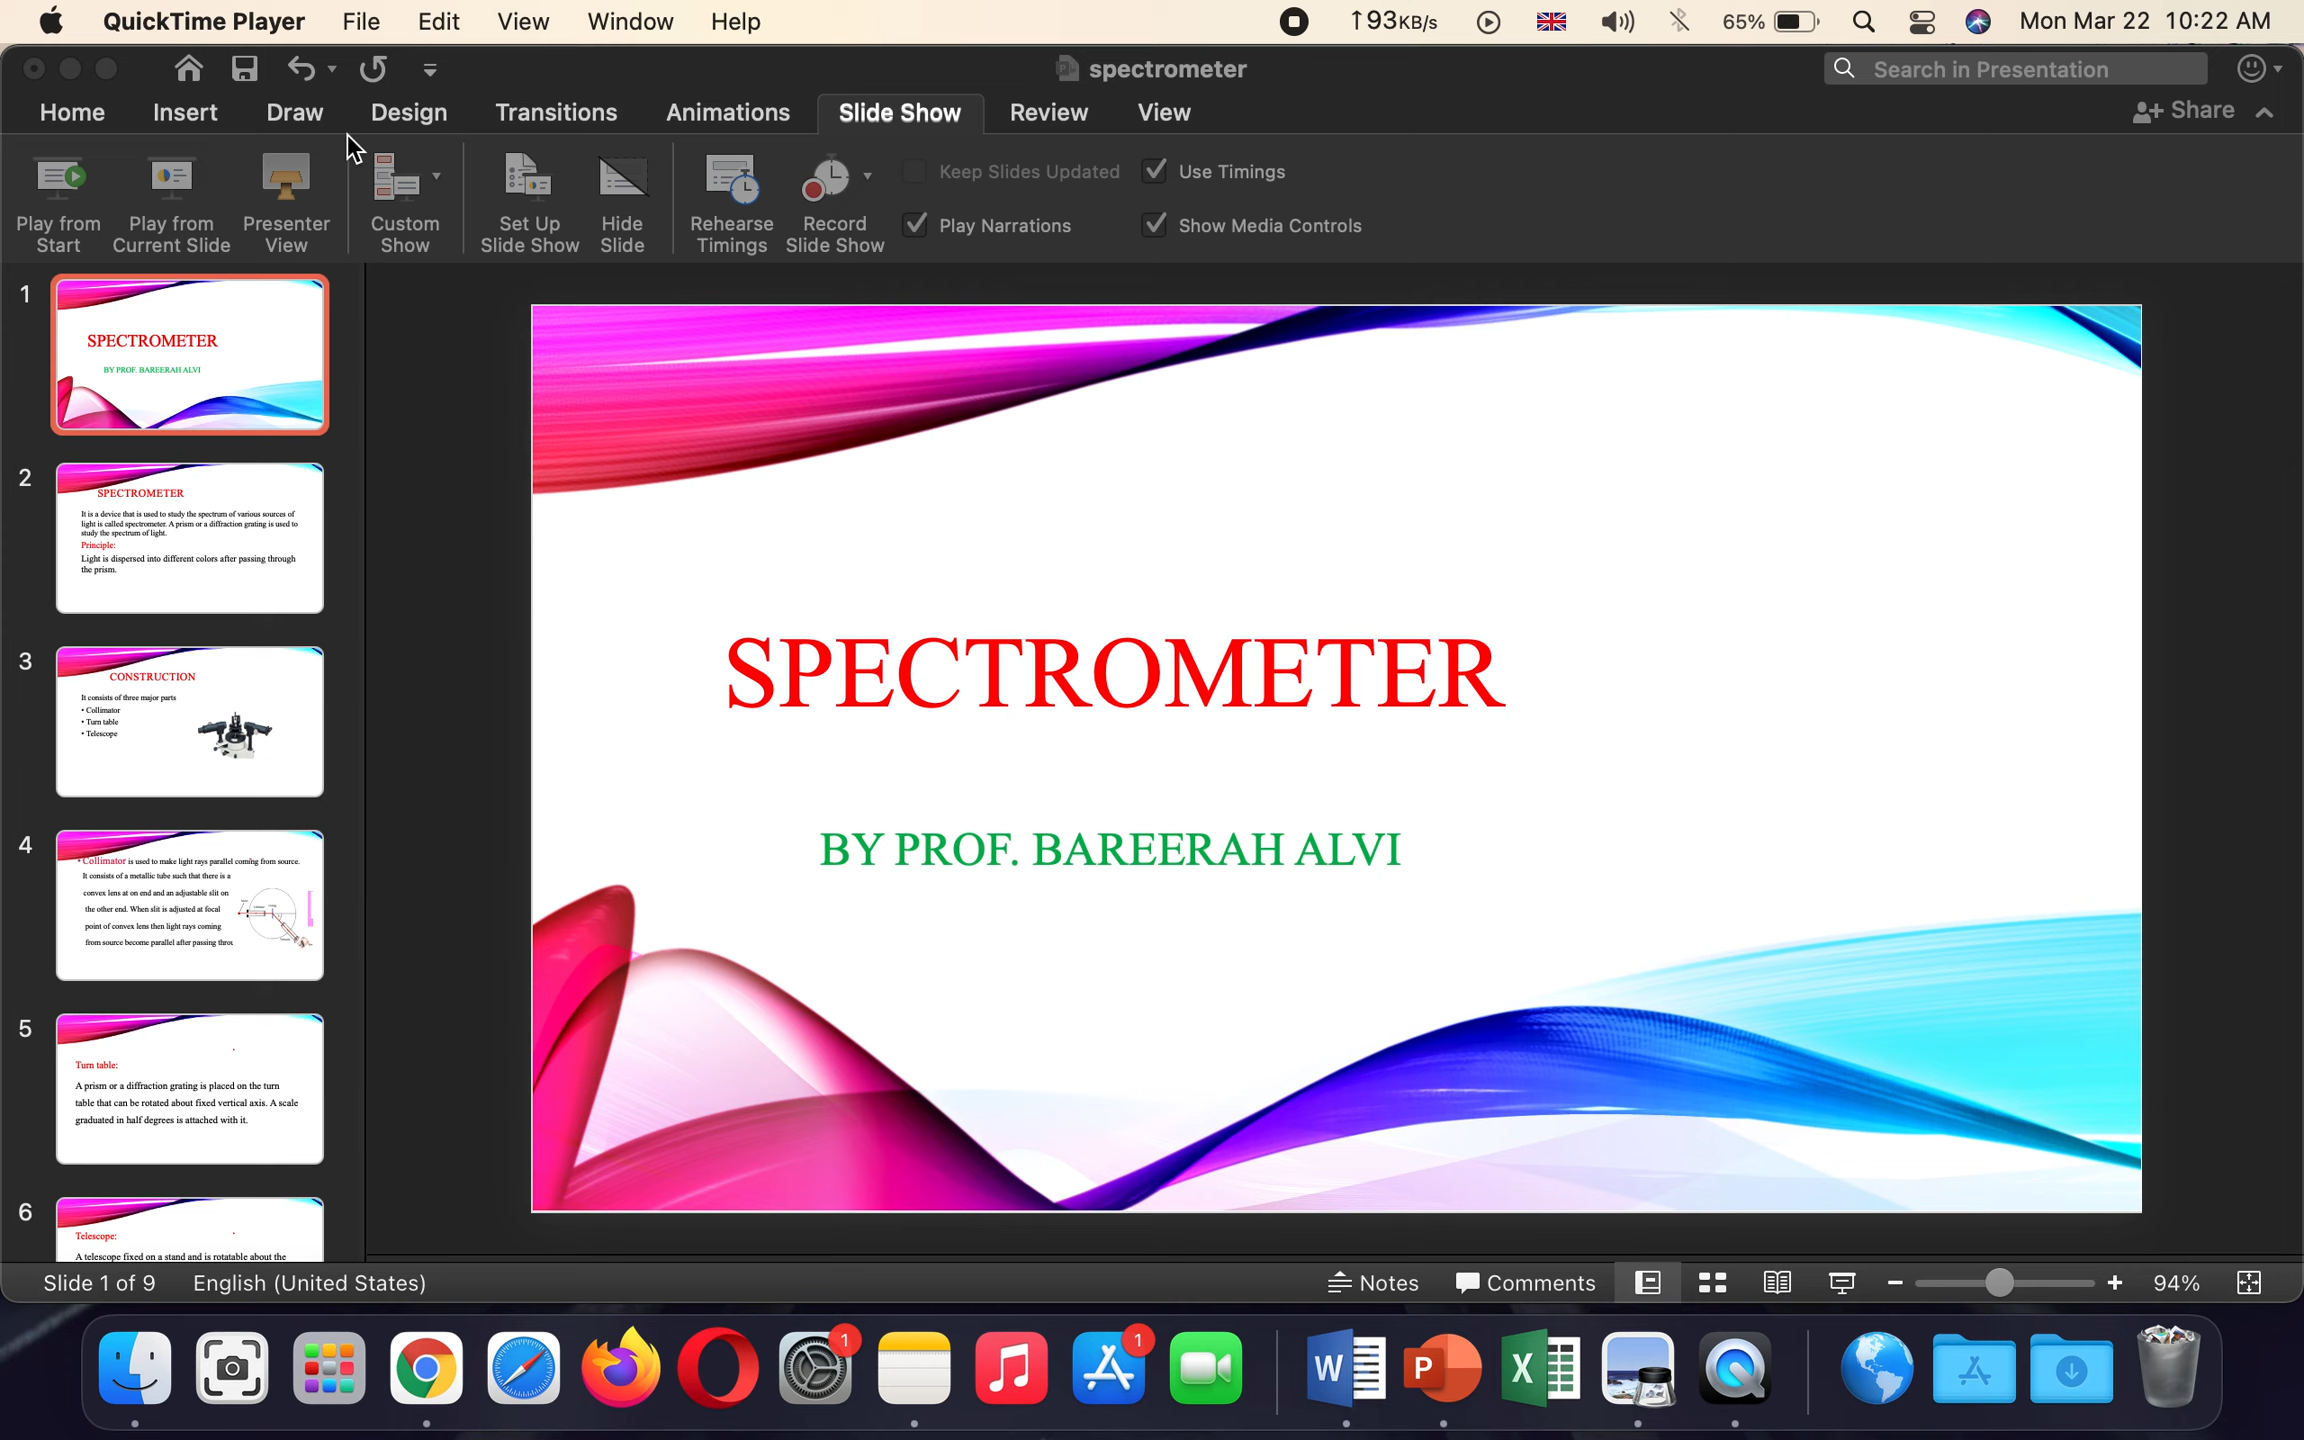 QuickTime Player File Edit View Window Help ↑93KB/s 65% Mon Mar 22 10:22 AM
spectrometer Search in Presentation
Home Insert Draw Design Transitions Animations Slide Show Review View Share
Keep Slides Updated Use Timings
Play from Start
Play from Current Slide
Presenter View
Custom Show
Set Up Slide Show
Hide Slide
Rehearse Timings
Record Slide Show
Play Narrations Show Media Controls
1
SPECTROMETER
BY PROF. BAREERAH ALVI
2
SPECTROMETER
It is a device that is used to study the spectrum of various sources of
light is called spectrometer. A prism or a diffraction grating is used to
study the spectrum of light.
Principle:
Light is dispersed into different colors after passing through
the prism.
3
CONSTRUCTION
It consists of three major parts
• Collimator
• Turn table
• Telescope
4
• Collimator is used to make light rays parallel coming from source.
It consists of a metallic tube such that there is a
convex lens at on end and an adjustable slit on
the other end. When slit is adjusted at focal
point of convex lens then light rays coming
from source become parallel after passing throu
5
Turn table:
A prism or a diffraction grating is placed on the turn
table that can be rotated about fixed vertical axis. A scale
graduated in half degrees is attached with it.
6
Telescope:
A telescope fixed on a stand and is rotatable about the
SPECTROMETER
BY PROF. BAREERAH ALVI
Slide 1 of 9 English (United States) Notes Comments 94%
1 1 W P X